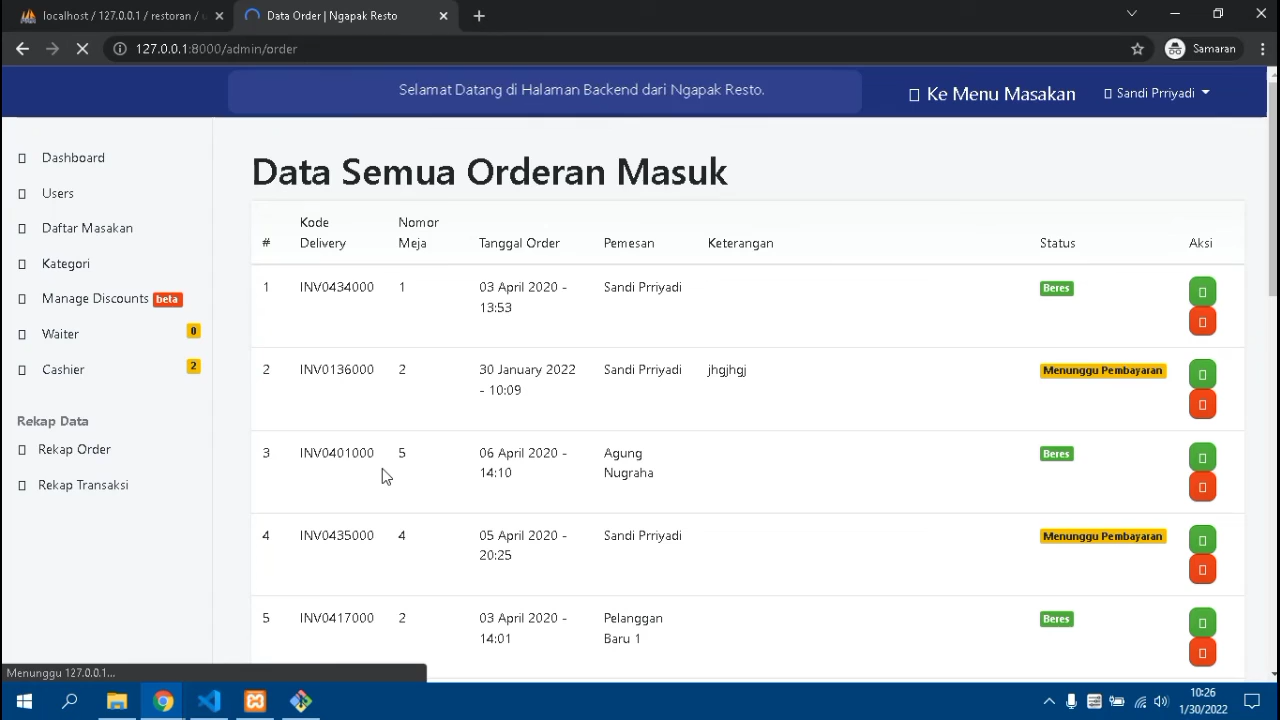 localhost / 127.0.0.1 / restoran /
Data Order | Ngapak Resto
127.0.0.1:8000/admin/order
Samaran
Selamat Datang di Halaman Backend dari Ngapak Resto.
Ke Menu Masakan
Sandi Prriyadi
Dashboard
Users
Daftar Masakan
Kategori
Manage Discounts beta
Waiter 0
Cashier 2
Rekap Data
Rekap Order
Rekap Transaksi
Data Semua Orderan Masuk
Kode Nomor
# Delivery Meja Tanggal Order Pemesan Keterangan Status Aksi
1 INV0434000 1 03 April 2020 - Sandi Prriyadi Beres
13:53
2 INV0136000 2 30 January 2022 Sandi Prriyadi jhgjhgj Menunggu Pembayaran
- 10:09
3 INV0401000 5 06 April 2020 - Agung Beres
14:10 Nugraha
4 INV0435000 4 05 April 2020 - Sandi Prriyadi Menunggu Pembayaran
20:25
5 INV0417000 2 03 April 2020 - Pelanggan Beres
14:01 Baru 1
Menunggu 127.0.0.1...
10:26
1/30/2022